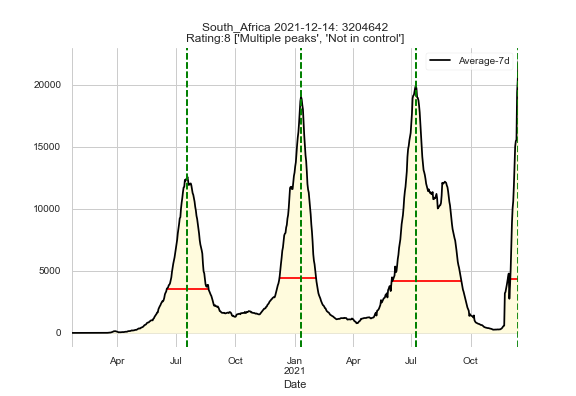 South_Africa 2021-12-14: 3204642
Rating:8 ['Multiple peaks', 'Not in control']
Average-7d
20000
15000
10000
5000
0
Apr Jul Oct Jan Apr Jul Oct
2021
Date